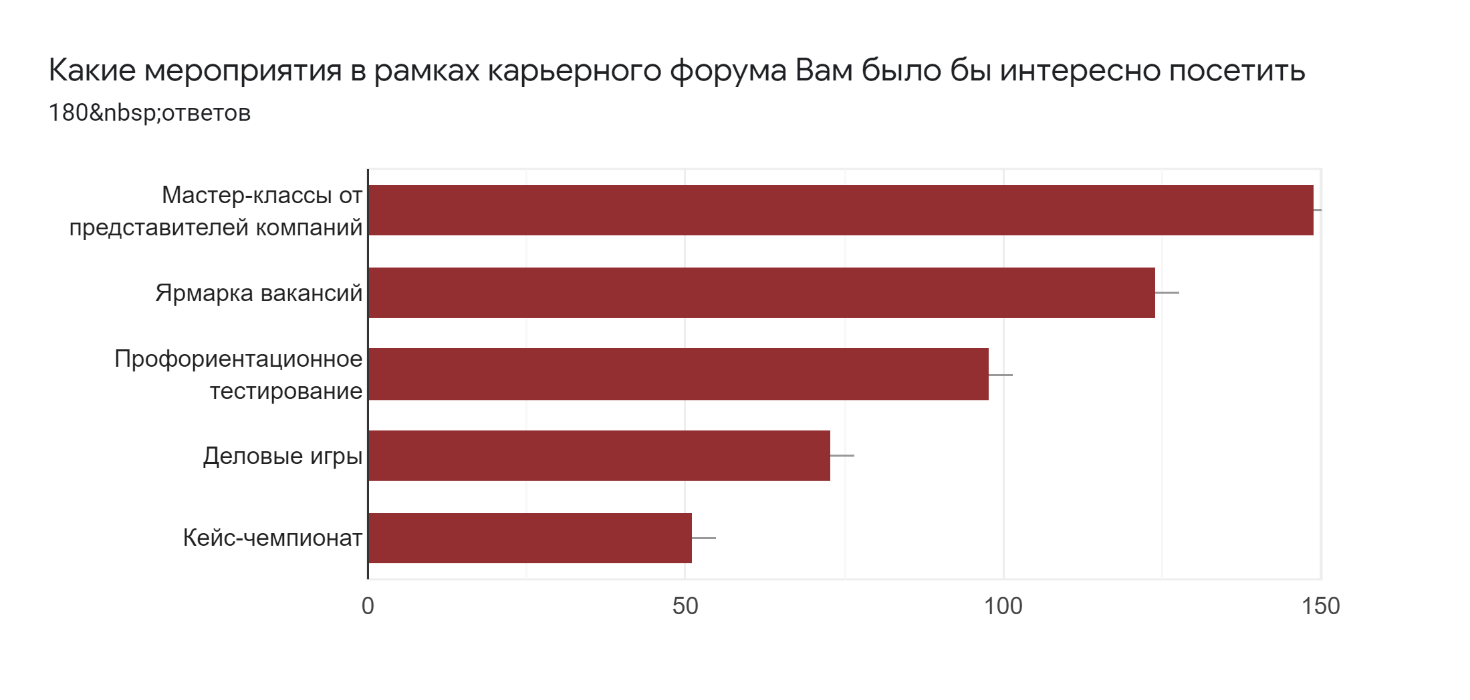 Какие мероприятия в рамках карьерного форума Вам было бы интересно посетить
180&nbsp;ответов
Мастер-классы от
представителей компаний
Ярмарка вакансий
Профориентационное
тестирование
Деловые игры
Кейс-чемпионат
0 50 100 150